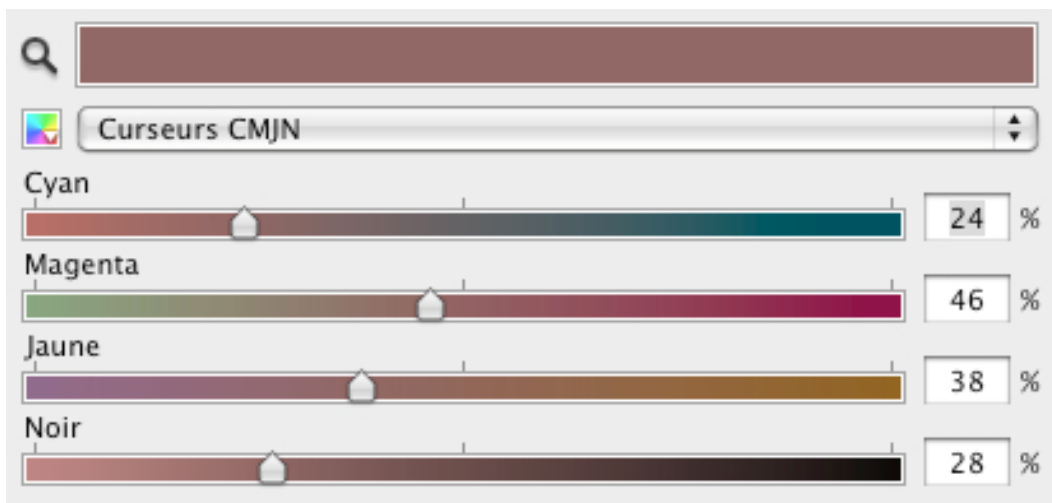 Curseurs CMJN
Cyan
24 %
Magenta
46 %
Jaune
38 %
Noir
28 %